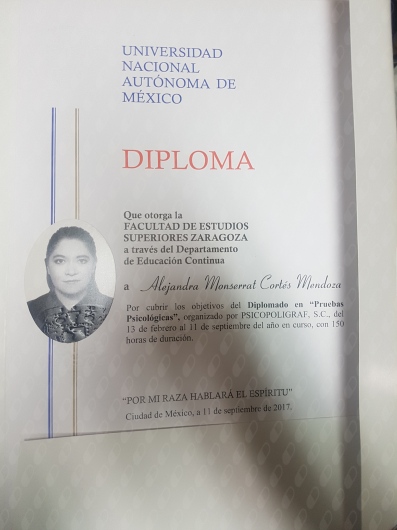 UNIVERSIDAD
NACIONAL
AUTÓNOMA DE
MÉXICO
DIPLOMA
Que otorga la
FACULTAD DE ESTUDIOS
SUPERIORES ZARAGOZA
a través del Departamento
de Educación Continua
a Alejandra Monserrat Cortés Mendoza
Por cubrir los objetivos del Diplomado en “Pruebas
Psicológicas”, organizado por PSICOPOLIGRAF, S.C., del
13 de febrero al 11 de septiembre del año en curso, con 150
horas de duración.
“POR MI RAZA HABLARÁ EL ESPÍRITU”
Ciudad de México, a 11 de septiembre de 2017.